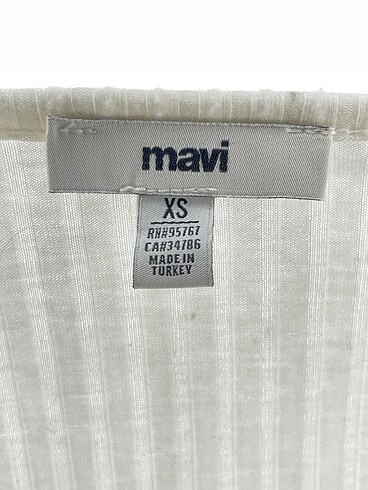 mavi
XS
RN#95767
CA#34786
MADE IN
TURKEY